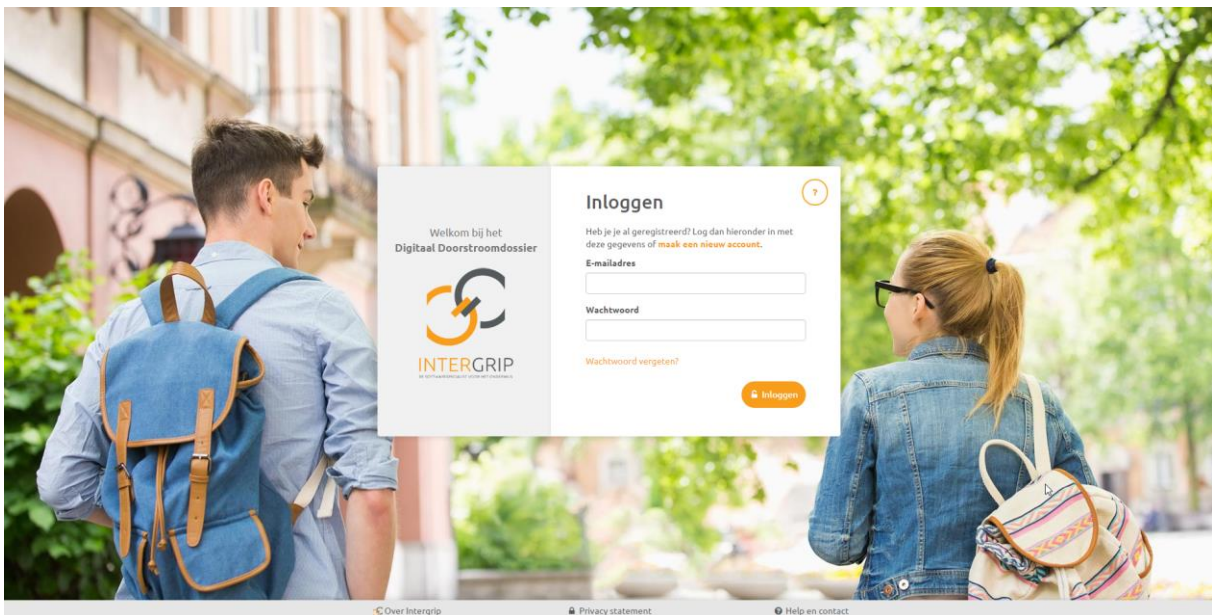 Welkom bij het
Digitaal Doorstroomdossier
INTERGRIP
Inloggen
?
Heb je je al geregistreerd? Log dan hieronder in met
deze gegevens of maak een nieuw account.
E-mailadres
Wachtwoord
Wachtwoord vergeten?
Inloggen
Over Intergrip
Privacy statement
Help en contact